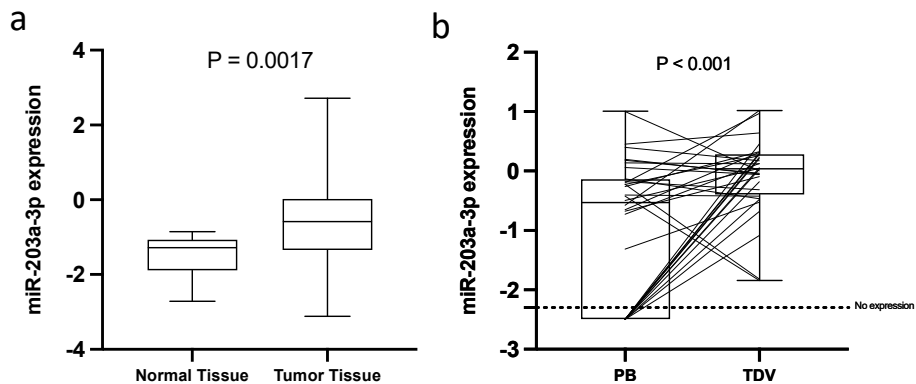 a
P = 0.0017
miR-203a-3p expression
4
2
0
-2
-4
Normal Tissue
Tumor Tissue
b
P < 0.001
miR-203a-3p expression
2
1
0
-1
-2
-3
No expression
PB
TDV